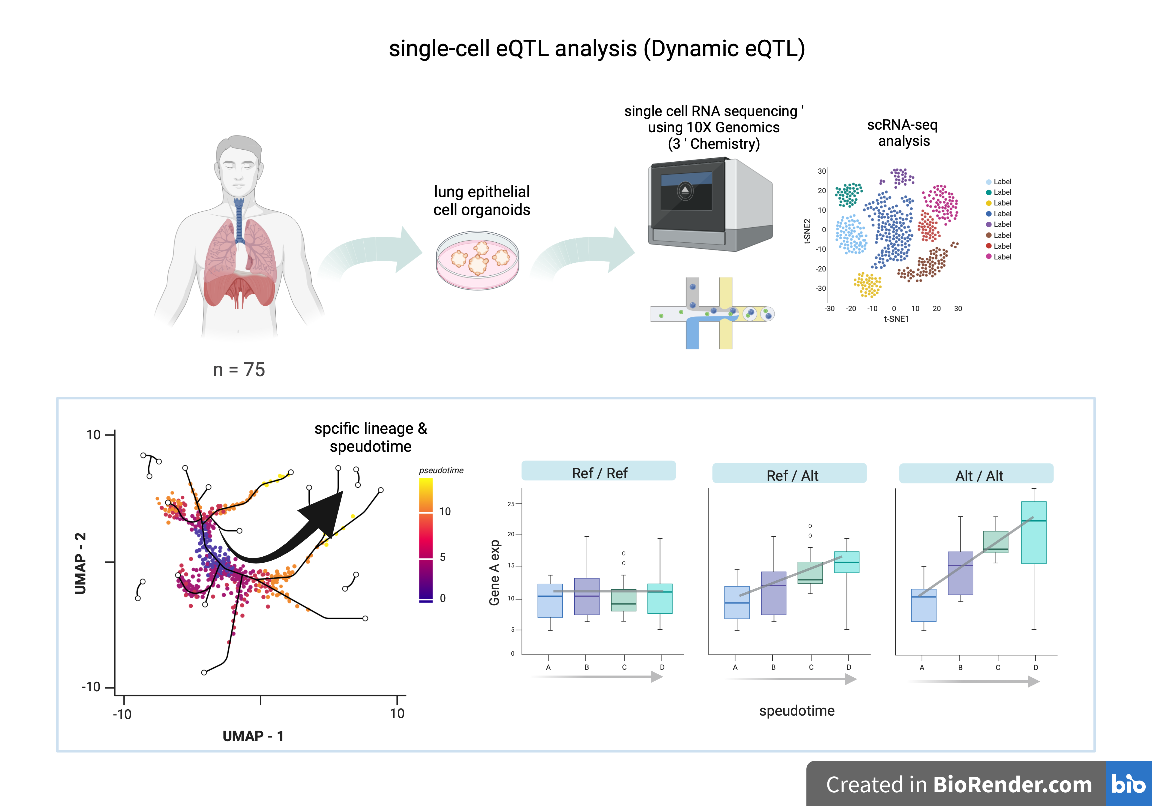 single-cell eQTL analysis (Dynamic eQTL)
single cell RNA sequencing '
using 10X Genomics
(3 ' Chemistry)
scRNA-seq
analysis
lung epithelial
cell organoids
n = 75
30
20
10
0
-10
-20
-30
t-SNE2
-30
-20
-10
0
10
20
30
t-SNE1
Label
Label
Label
Label
Label
Label
Label
Label
spcific lineage &
speudotime
10
-10
UMAP - 2
-10
10
UMAP - 1
pseudotime
10
5
0
Ref / Ref
Ref / Alt
Alt / Alt
Gene A exp
25
20
15
10
5
0
A B C D
A B C D
A B C D
speudotime
Created in BioRender.com bio